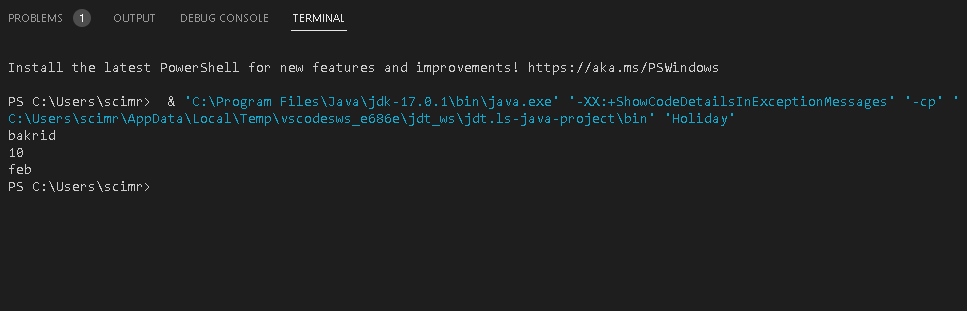 PROBLEMS 1 OUTPUT DEBUG CONSOLE TERMINAL
Install the latest PowerShell for new features and improvements! https://aka.ms/PSWindows
PS C:\Users\scimr>  & 'C:\Program Files\Java\jdk-17.0.1\bin\java.exe' '-XX:+ShowCodeDetailsInExceptionMessages' '-cp' '
C:\Users\scimr\AppData\Local\Temp\vscodesws_e686e\jdt_ws\jdt.ls-java-project\bin' 'Holiday'
bakrid
10
feb
PS C:\Users\scimr>